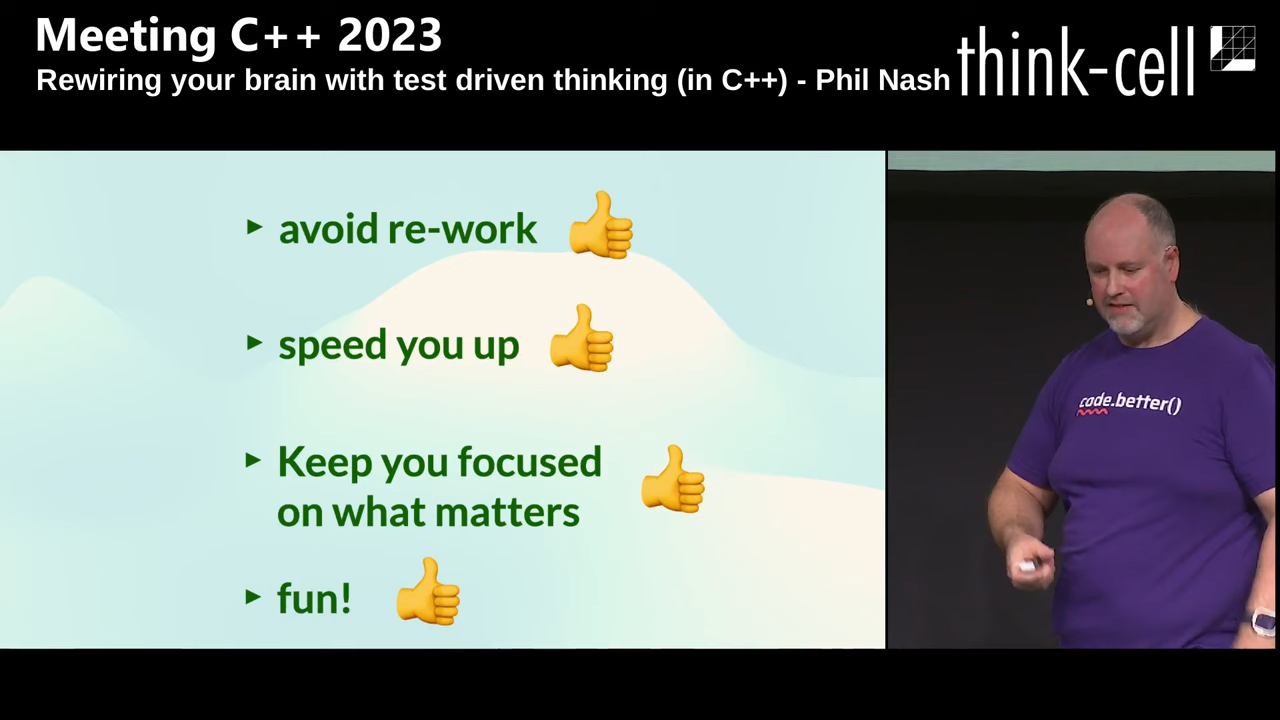 Meeting C++ 2023
Rewiring your brain with test driven thinking (in C++) - Phil Nash
think-cell
▸ avoid re-work 👍
▸ speed you up 👍
▸ Keep you focused
on what matters 👍
▸ fun! 👍
code.better()